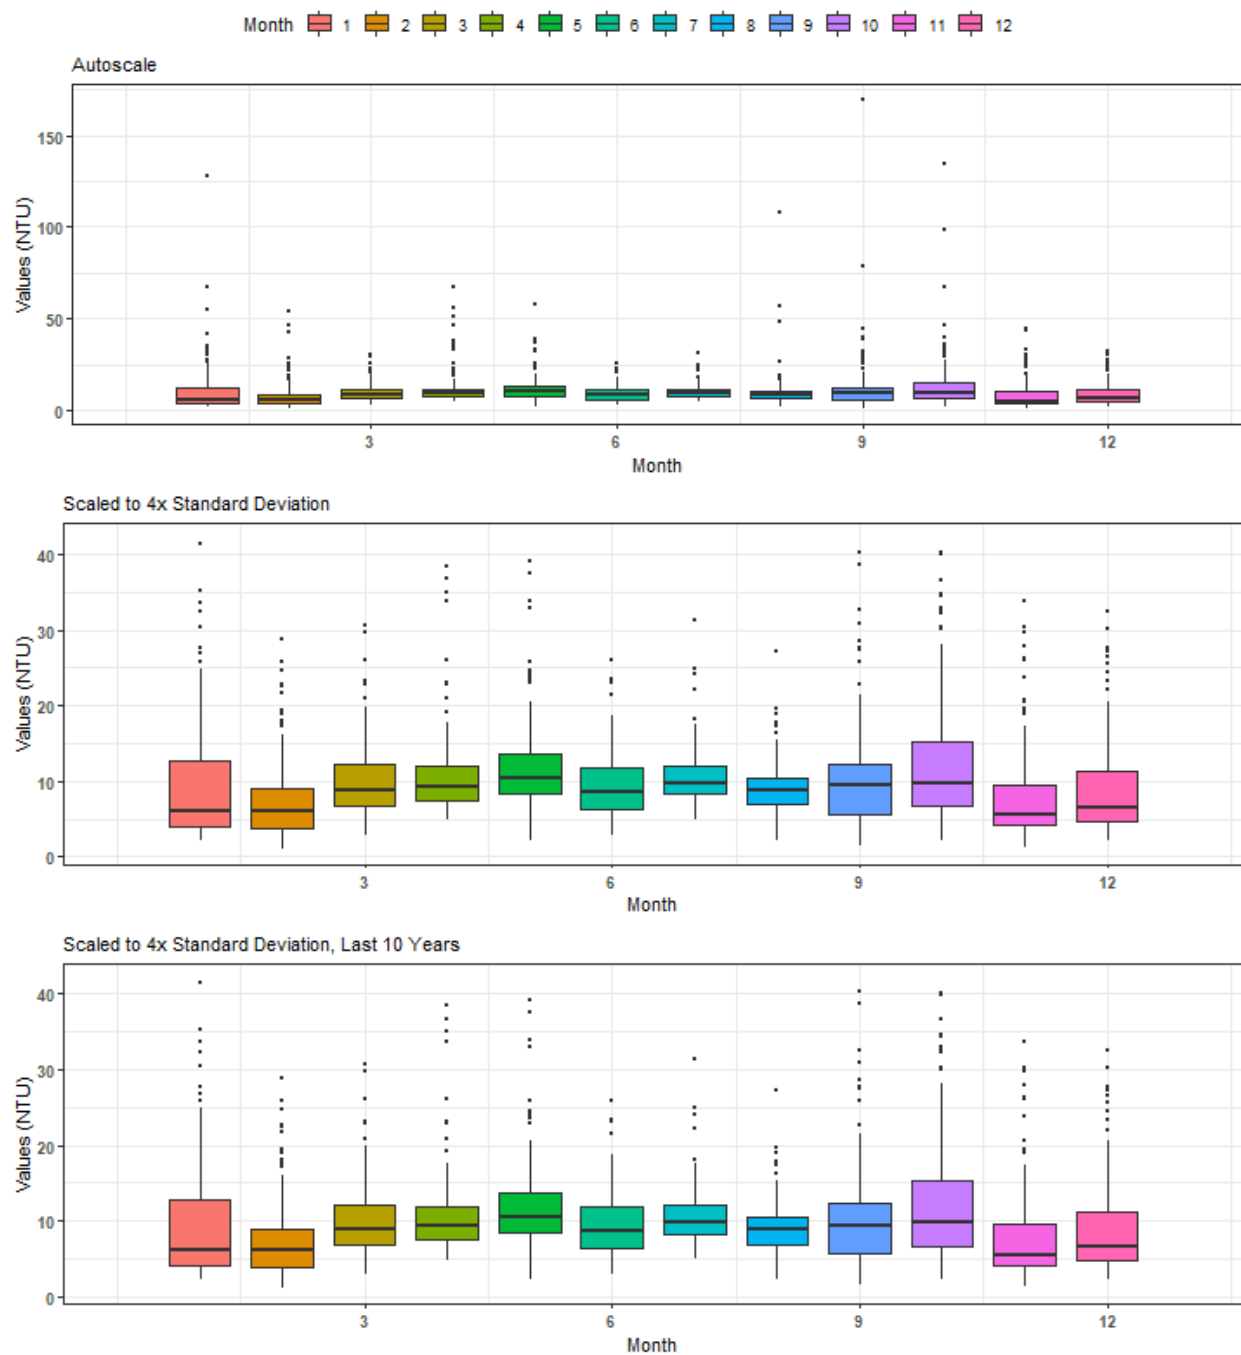 Month 1 2 3 4 5 6 7 8 9 10 11 12
Autoscale
Values (NTU)
150
100
50
0
3 6 9 12
Month
Scaled to 4x Standard Deviation
Values (NTU)
40
30
20
10
0
3 6 9 12
Month
Scaled to 4x Standard Deviation, Last 10 Years
Values (NTU)
40
30
20
10
0
3 6 9 12
Month